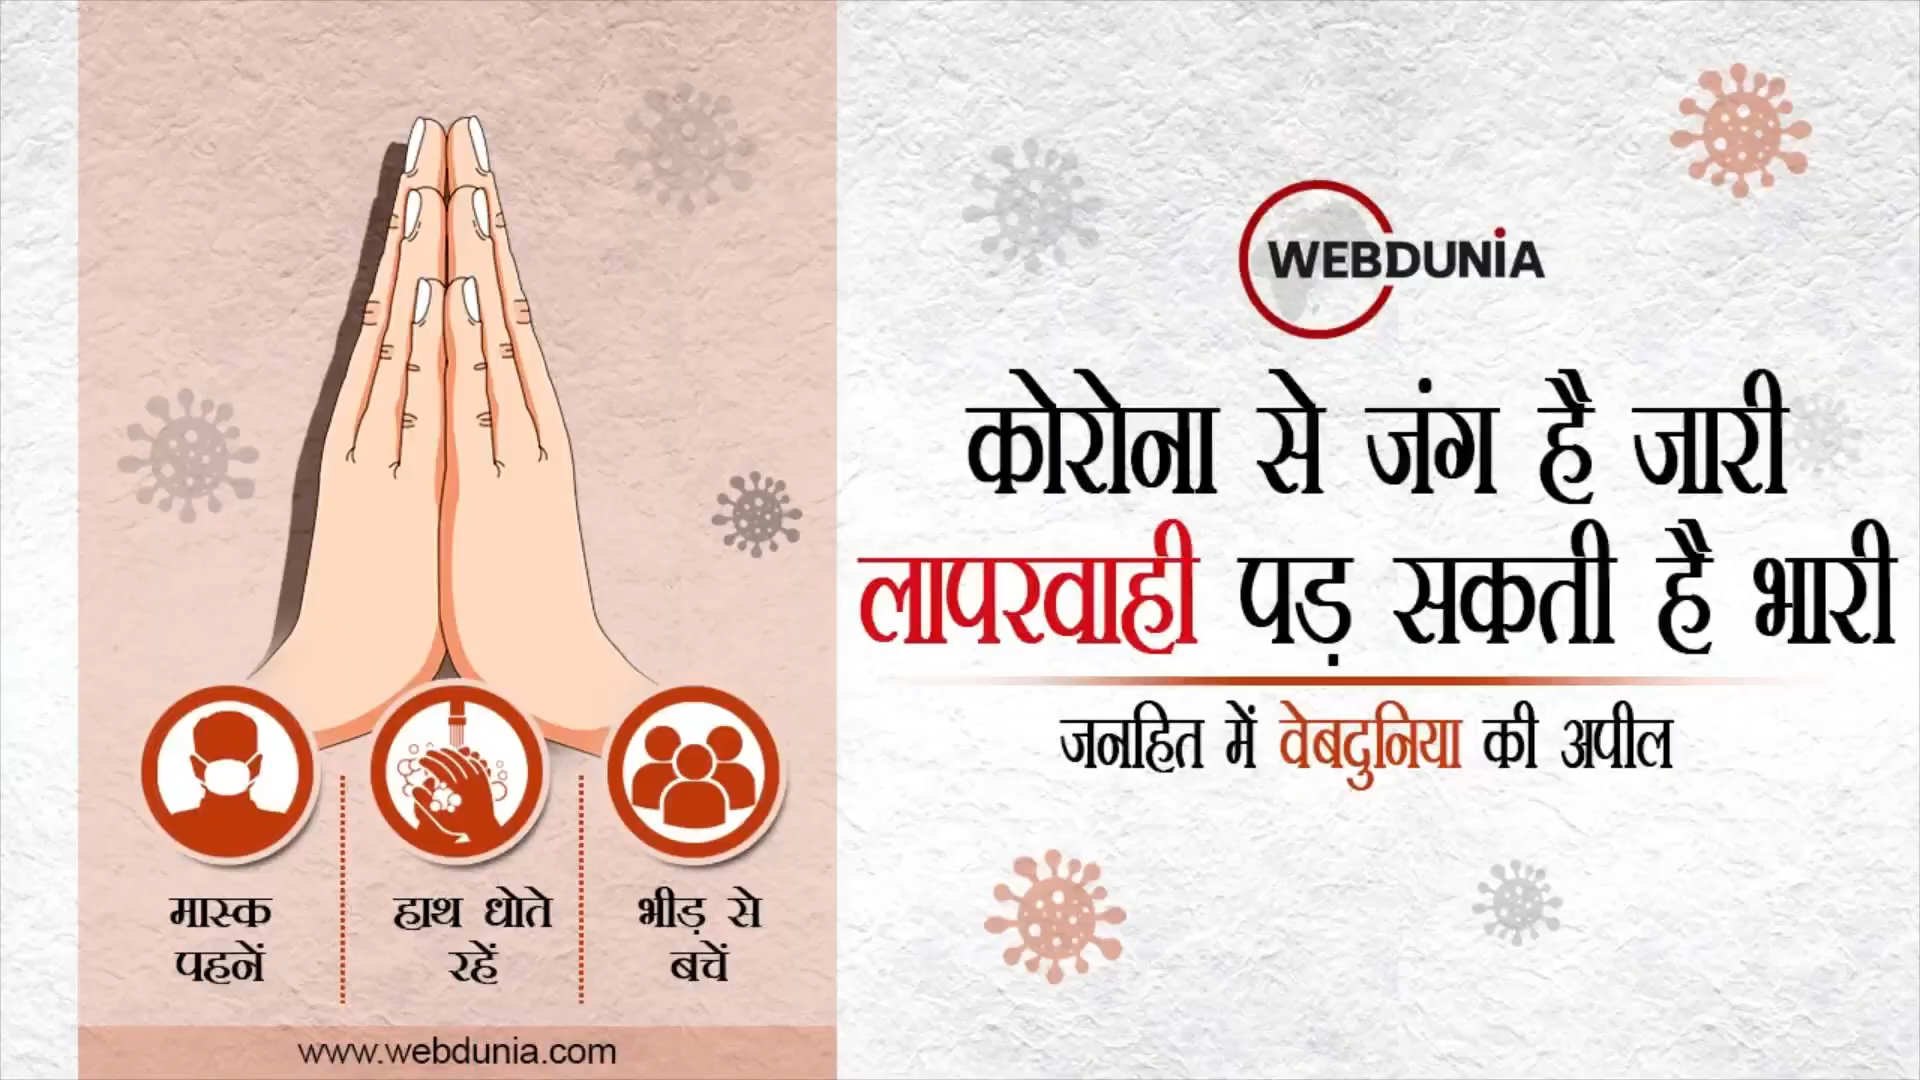 WEBDUNIA
कोरोना से जंग है जारी
लापरवाही पड़ सकती है भारी
जनहित में वेबदुनिया की अपील
मास्क
पहनें
हाथ धोते
रहें
भीड़ से
बचें
www.webdunia.com